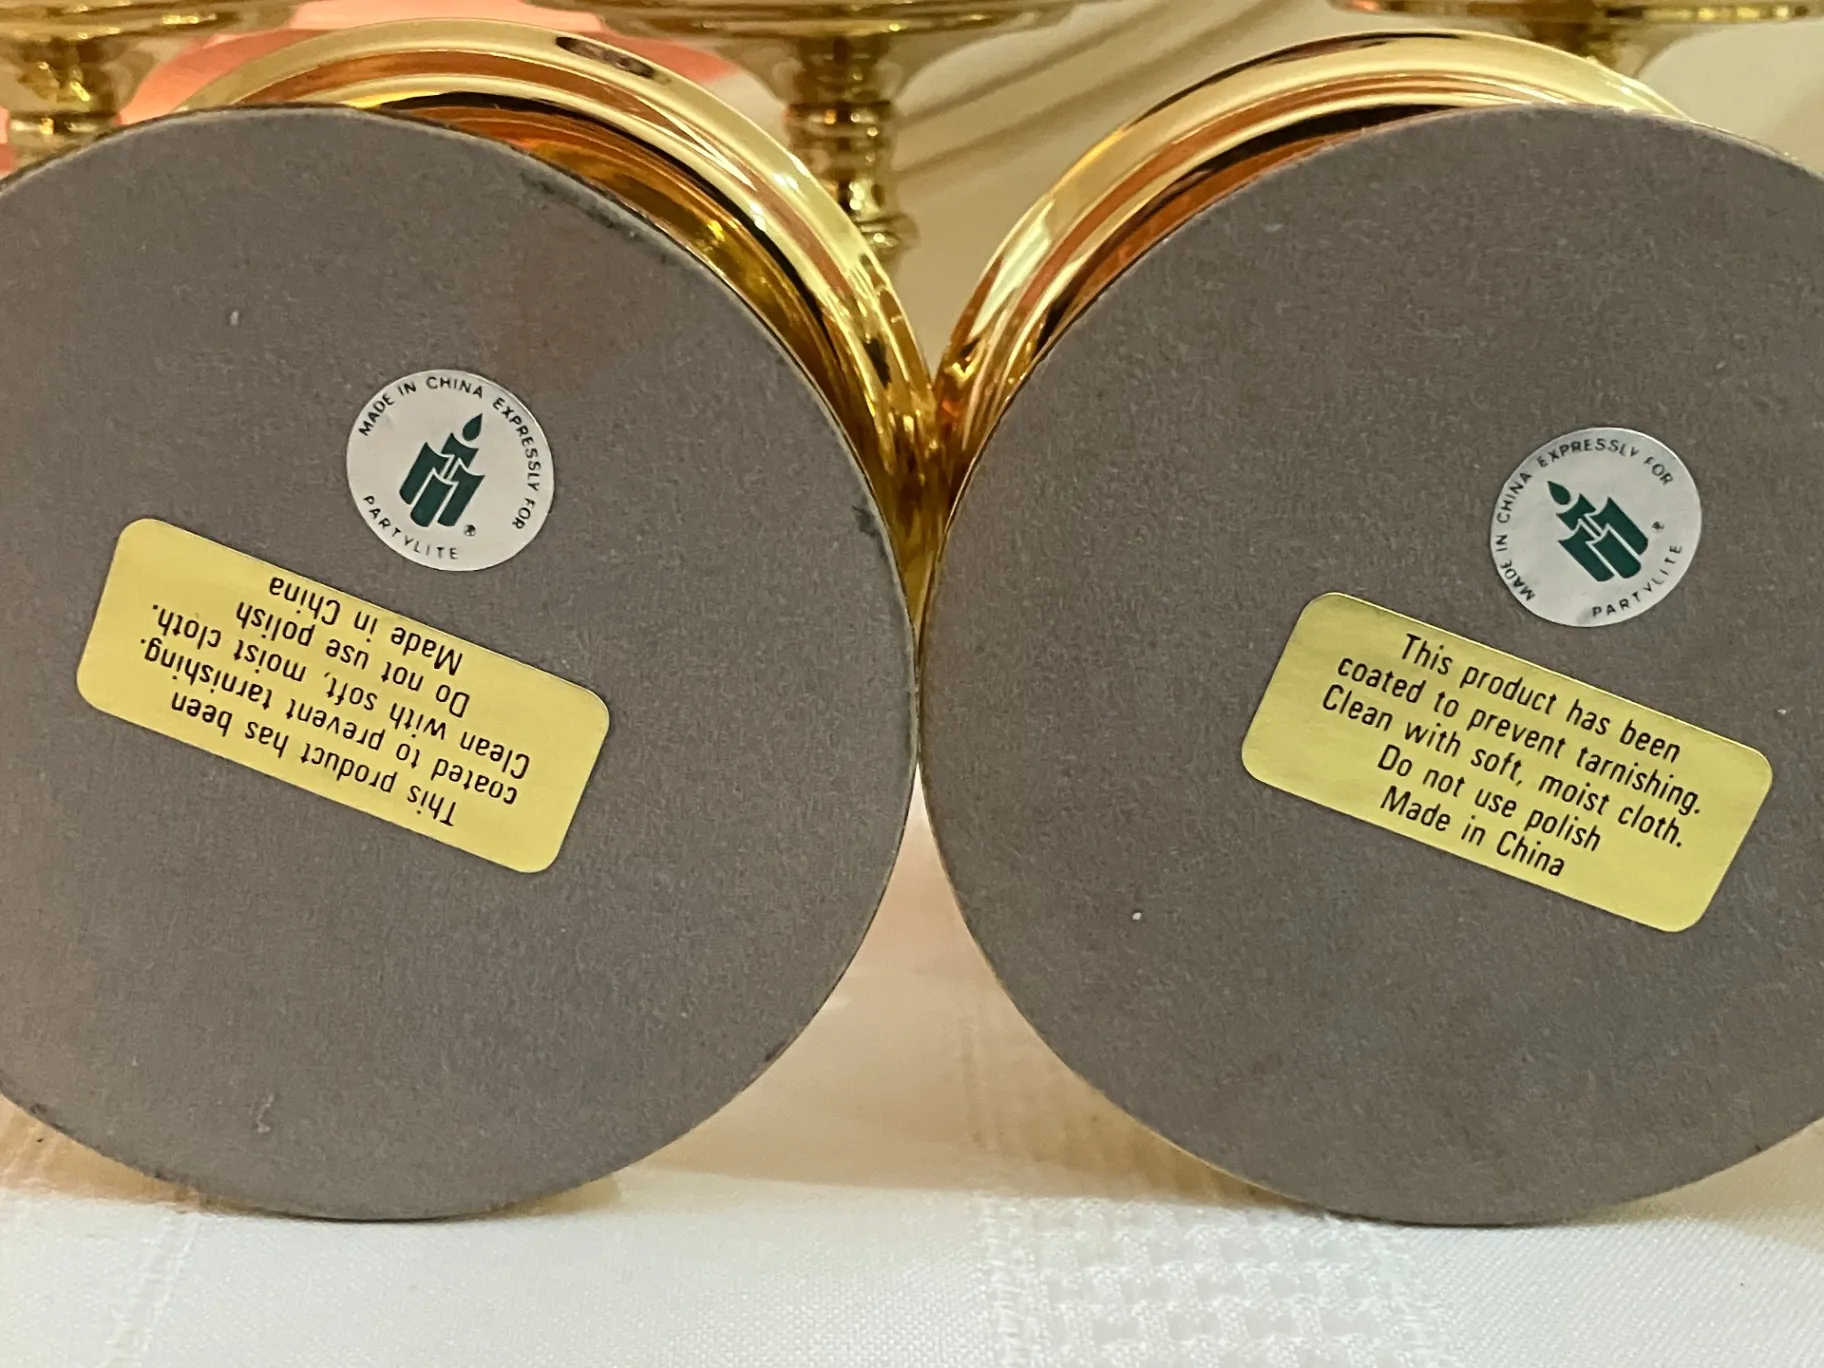 MADE IN CHINA EXPRESSLY FOR
PARTYLITE
®
This product has been
coated to prevent tarnishing.
Clean with soft, moist cloth.
Do not use polish
Made in China
MADE IN CHINA EXPRESSLY FOR
PARTYLITE
®
This product has been
coated to prevent tarnishing.
Clean with soft, moist cloth.
Do not use polish
Made in China